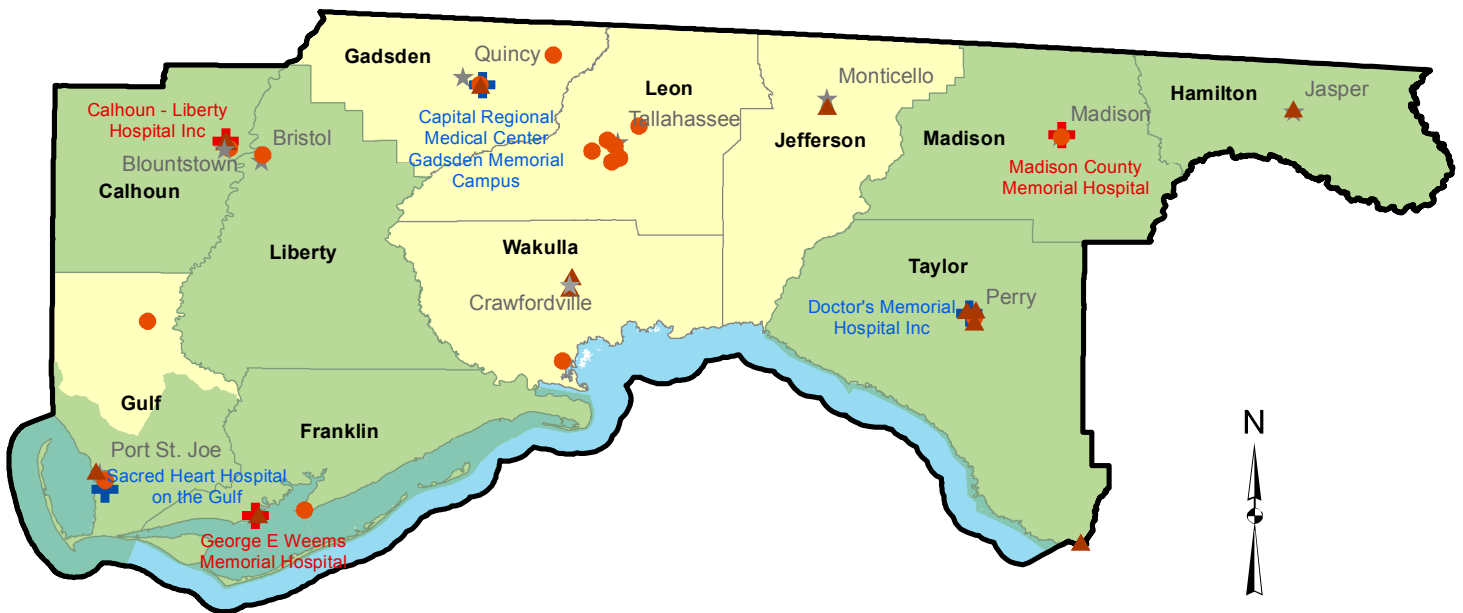 Gadsden
Quincy
Capital Regional
Medical Center
Gadsden Memorial
Campus
Leon
Tallahassee
Monticello
Jefferson
Madison
Madison
Madison County
Memorial Hospital
Hamilton
Jasper
Calhoun - Liberty
Hospital Inc
Bristol
Blountstown
Calhoun
Liberty
Wakulla
Crawfordville
Taylor
Perry
Doctor's Memorial
Hospital Inc
Gulf
Franklin
Port St. Joe
Sacred Heart Hospital
on the Gulf
George E Weems
Memorial Hospital
N